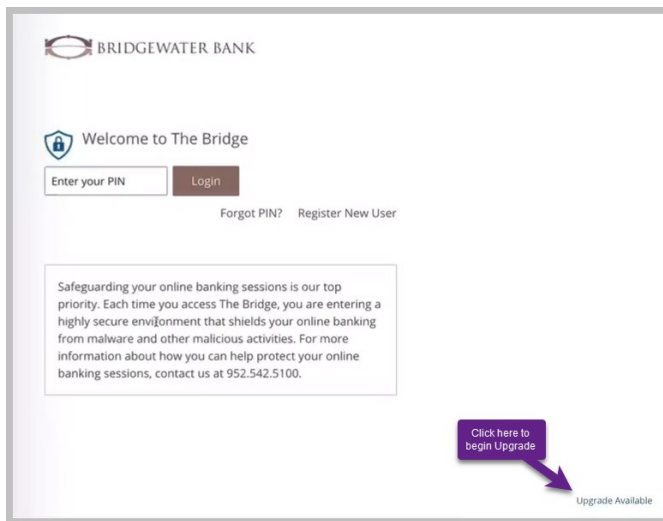 BRIDGEWATER BANK
Welcome to The Bridge
Enter your PIN
Login
Forgot PIN? Register New User
Safeguarding your online banking sessions is our top
priority. Each time you access The Bridge, you are entering a
highly secure environment that shields your online banking
from malware and other malicious activities. For more
information about how you can help protect your online
banking sessions, contact us at 952.542.5100.
Click here to
begin Upgrade
Upgrade Available